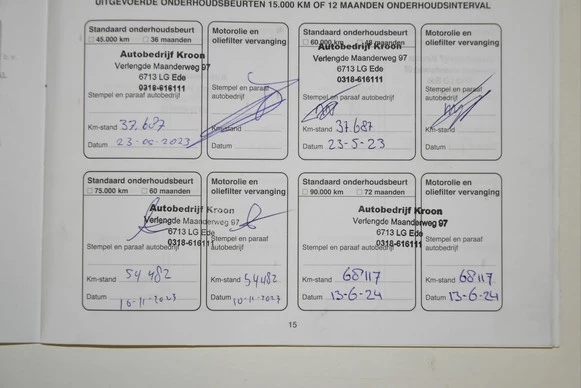 UITGEVOERDE ONDERHOUDSBEURTEN 15.000 KM OF 12 MAANDEN ONDERHOUDSINTERVAL
Standaard onderhoudsbeurt
45.000 km 36 maanden
Autobedrijf Kroon
Verlengde Maanderweg 97
6713 LG Ede
0318-616111
Stempel en paraaf autobedrijf
Km-stand 37.687
Datum 23-05-2023
Motorolie en
oliefilter vervanging
Stempel en paraaf
autobedrijf
Km-stand
Datum
Standaard onderhoudsbeurt
60.000 km 48 maanden
Autobedrijf Kroon
Verlengde Maanderweg 97
6713 LG Ede
0318-616111
Stempel en paraaf autobedrijf
Km-stand 37.687
Datum 23-5-23
Motorolie en
oliefilter vervanging
Stempel en paraaf
autobedrijf
Km-stand
Datum
Standaard onderhoudsbeurt
75.000 km 60 maanden
Autobedrijf Kroon
Verlengde Maanderweg 97
6713 LG Ede
0318-616111
Stempel en paraaf autobedrijf
Km-stand 54482
Datum 16-11-2023
Motorolie en
oliefilter vervanging
Stempel en paraaf
autobedrijf
Km-stand 54482
Datum
Standaard onderhoudsbeurt
90.000 km 72 maanden
Autobedrijf Kroon
Verlengde Maanderweg 97
6713 LG Ede
0318-616111
Stempel en paraaf autobedrijf
Km-stand 68117
Datum 13-6-24
Motorolie en
oliefilter vervanging
Stempel en paraaf
autobedrijf
Km-stand 68117
Datum 13-6-24
15